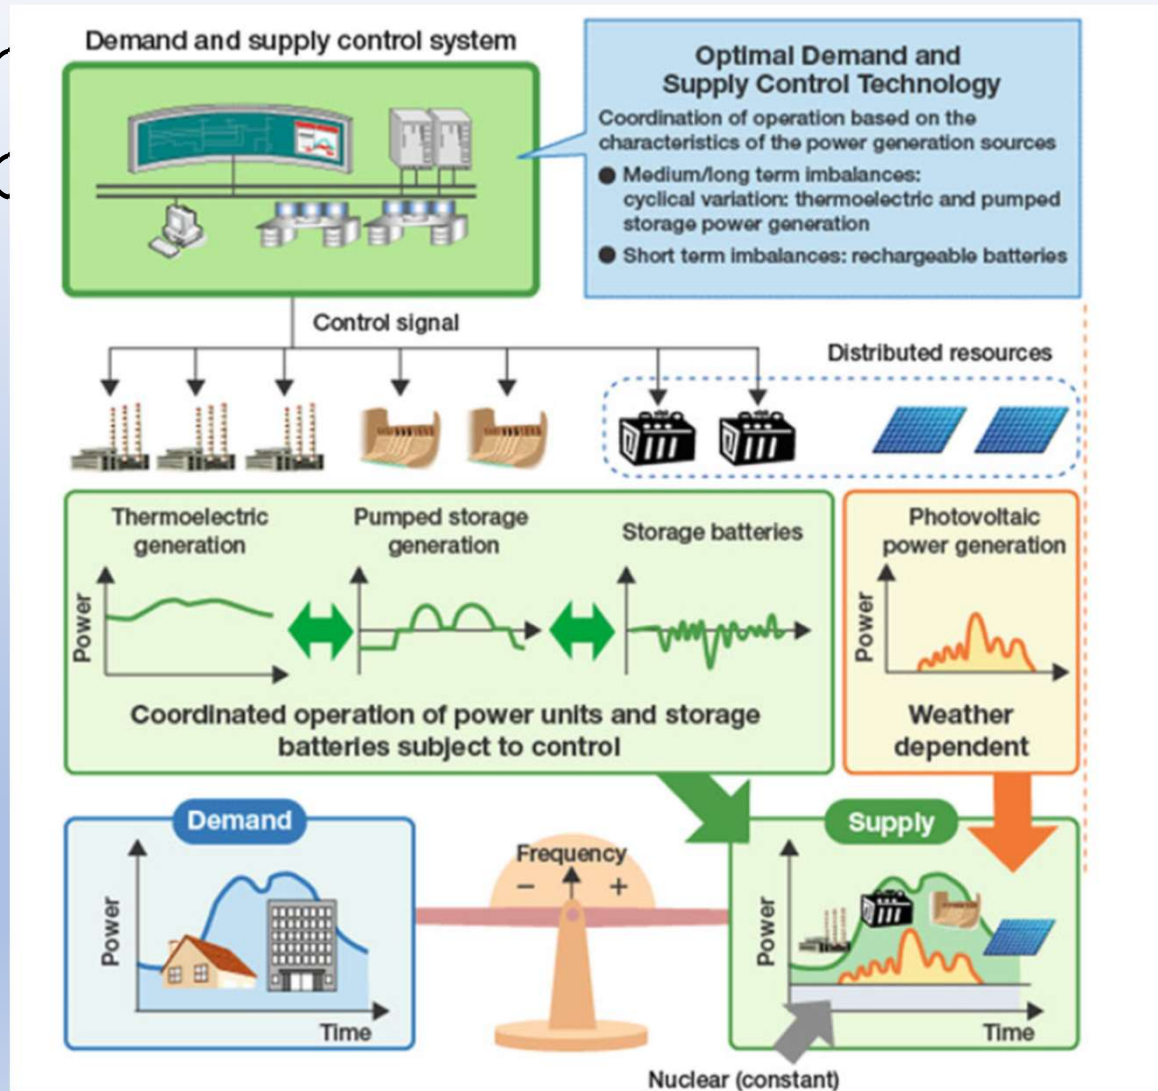 Demand and supply control system
Optimal Demand and
Supply Control Technology
Coordination of operation based on the
characteristics of the power generation sources
● Medium/long term imbalances:
cyclical variation: thermoelectric and pumped
storage power generation
● Short term imbalances: rechargeable batteries
Control signal
Distributed resources
Thermoelectric
generation
Power
Pumped storage
generation
Storage batteries
Coordinated operation of power units and storage
batteries subject to control
Photovoltaic
power generation
Power
Weather
dependent
Demand
Power
Time
Frequency
− +
Supply
Power
Time
Nuclear (constant)